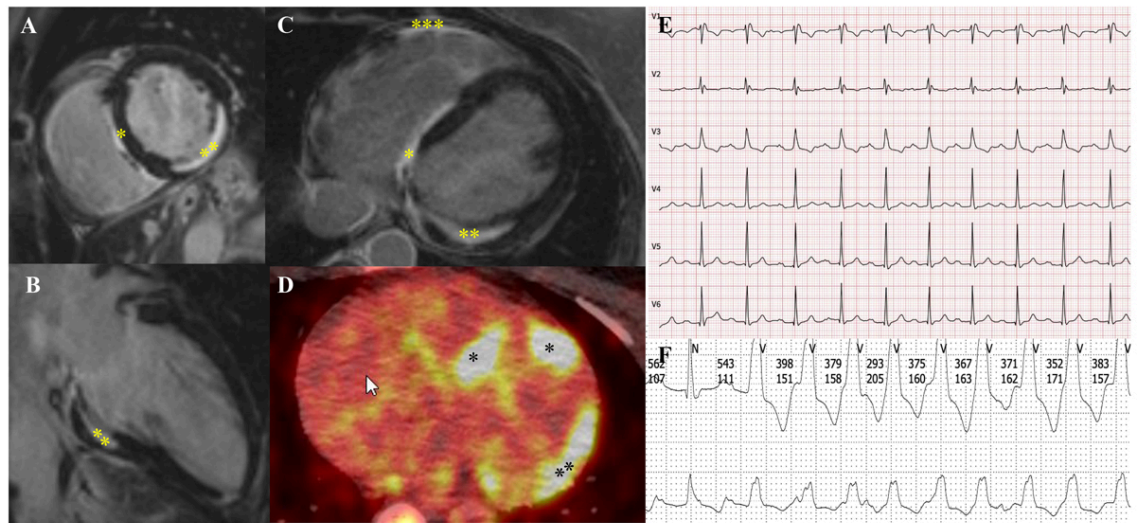 A
*
**
B
**
C
***
*
**
D
*
*
**
E
V1
V2
V3
V4
V5
V6
F
N V V V V V V V V
562 543 398 379 293 375 367 371 352 383
107 111 151 158 205 160 163 162 171 157